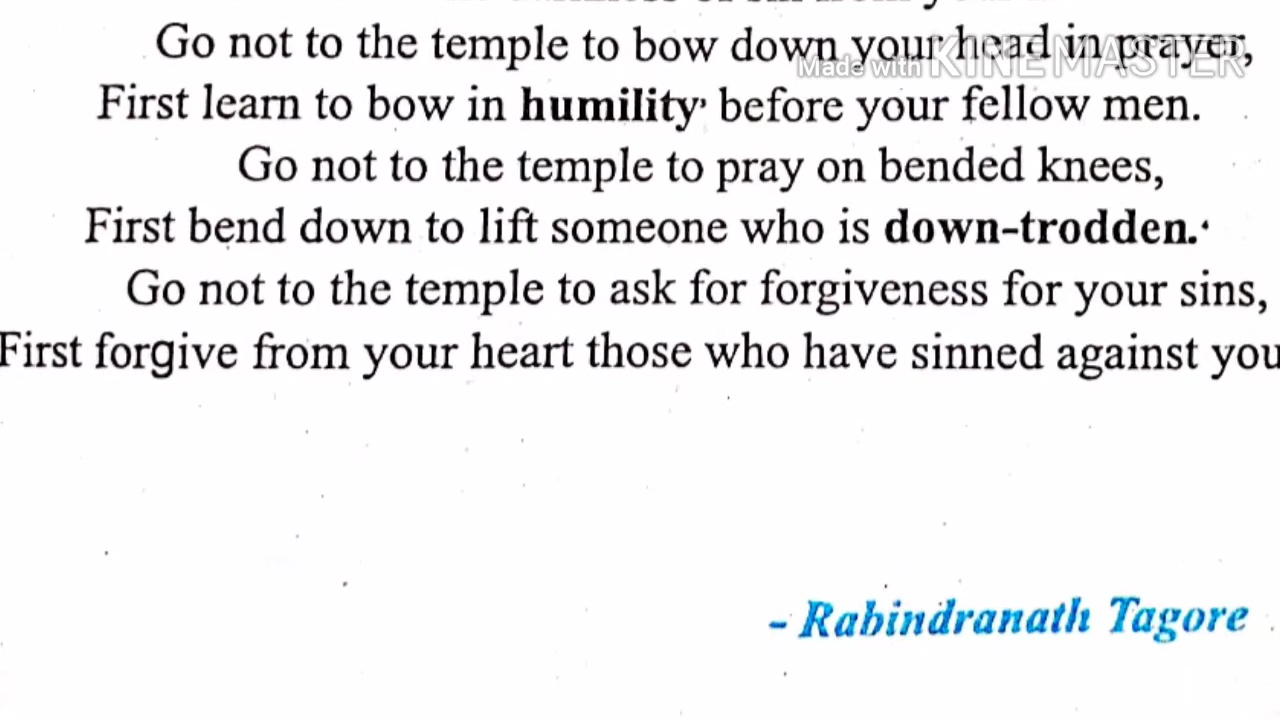 Go not to the temple to bow down your head in prayer,
Made with KINEMASTER
First learn to bow in humility, before your fellow men.
Go not to the temple to pray on bended knees,
First bend down to lift someone who is down-trodden.
Go not to the temple to ask for forgiveness for your sins,
First forgive from your heart those who have sinned against you
- Rabindranath Tagore